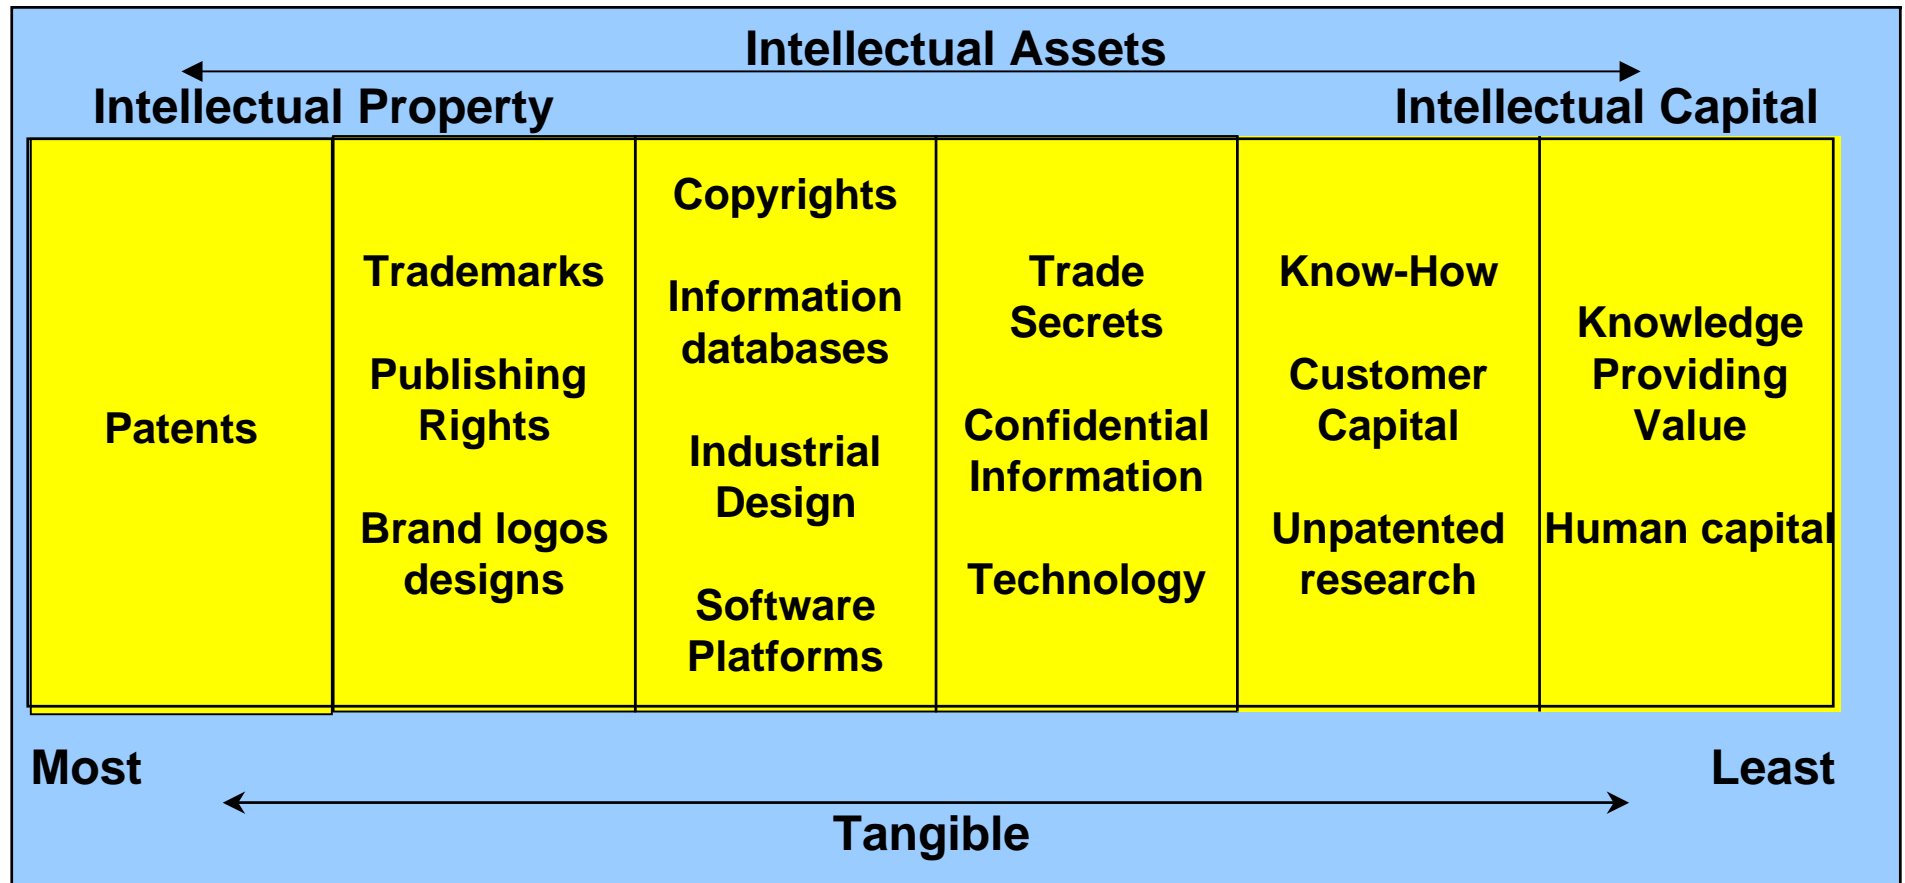 Intellectual Assets
Intellectual Property
Intellectual Capital
Patents
Trademarks
Publishing
Rights
Brand logos
designs
Copyrights
Information
databases
Industrial
Design
Software
Platforms
Trade
Secrets
Confidential
Information
Technology
Know-How
Customer
Capital
Unpatented
research
Knowledge
Providing
Value
Human capital
Most
Least
Tangible